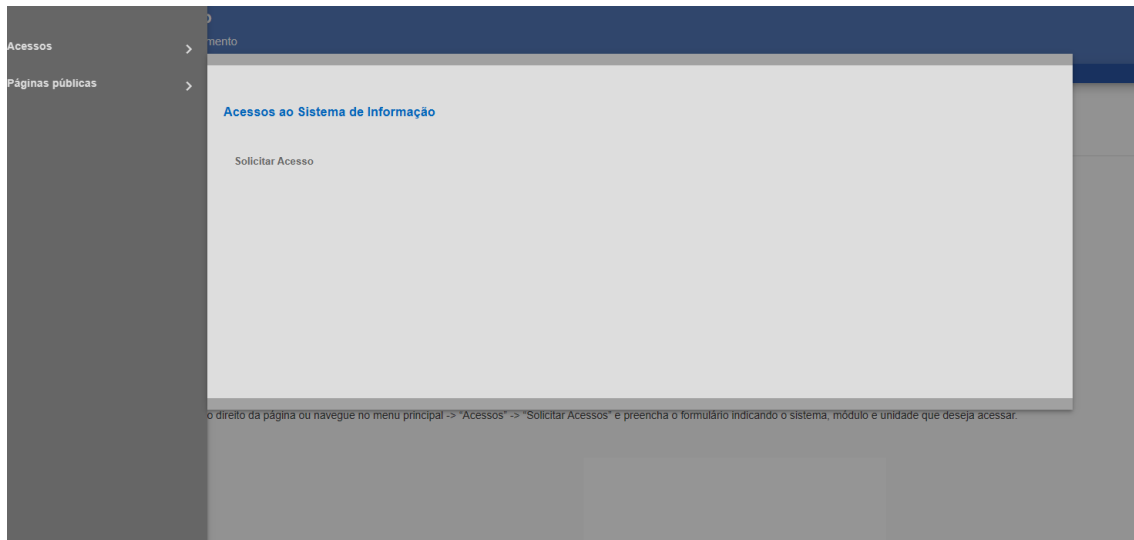 o
mento
Acessos
Páginas públicas
Acessos ao Sistema de Informação
Solicitar Acesso
o direito da página ou navegue no menu principal -> "Acessos" -> "Solicitar Acessos" e preencha o formulário indicando o sistema, módulo e unidade que deseja acessar.